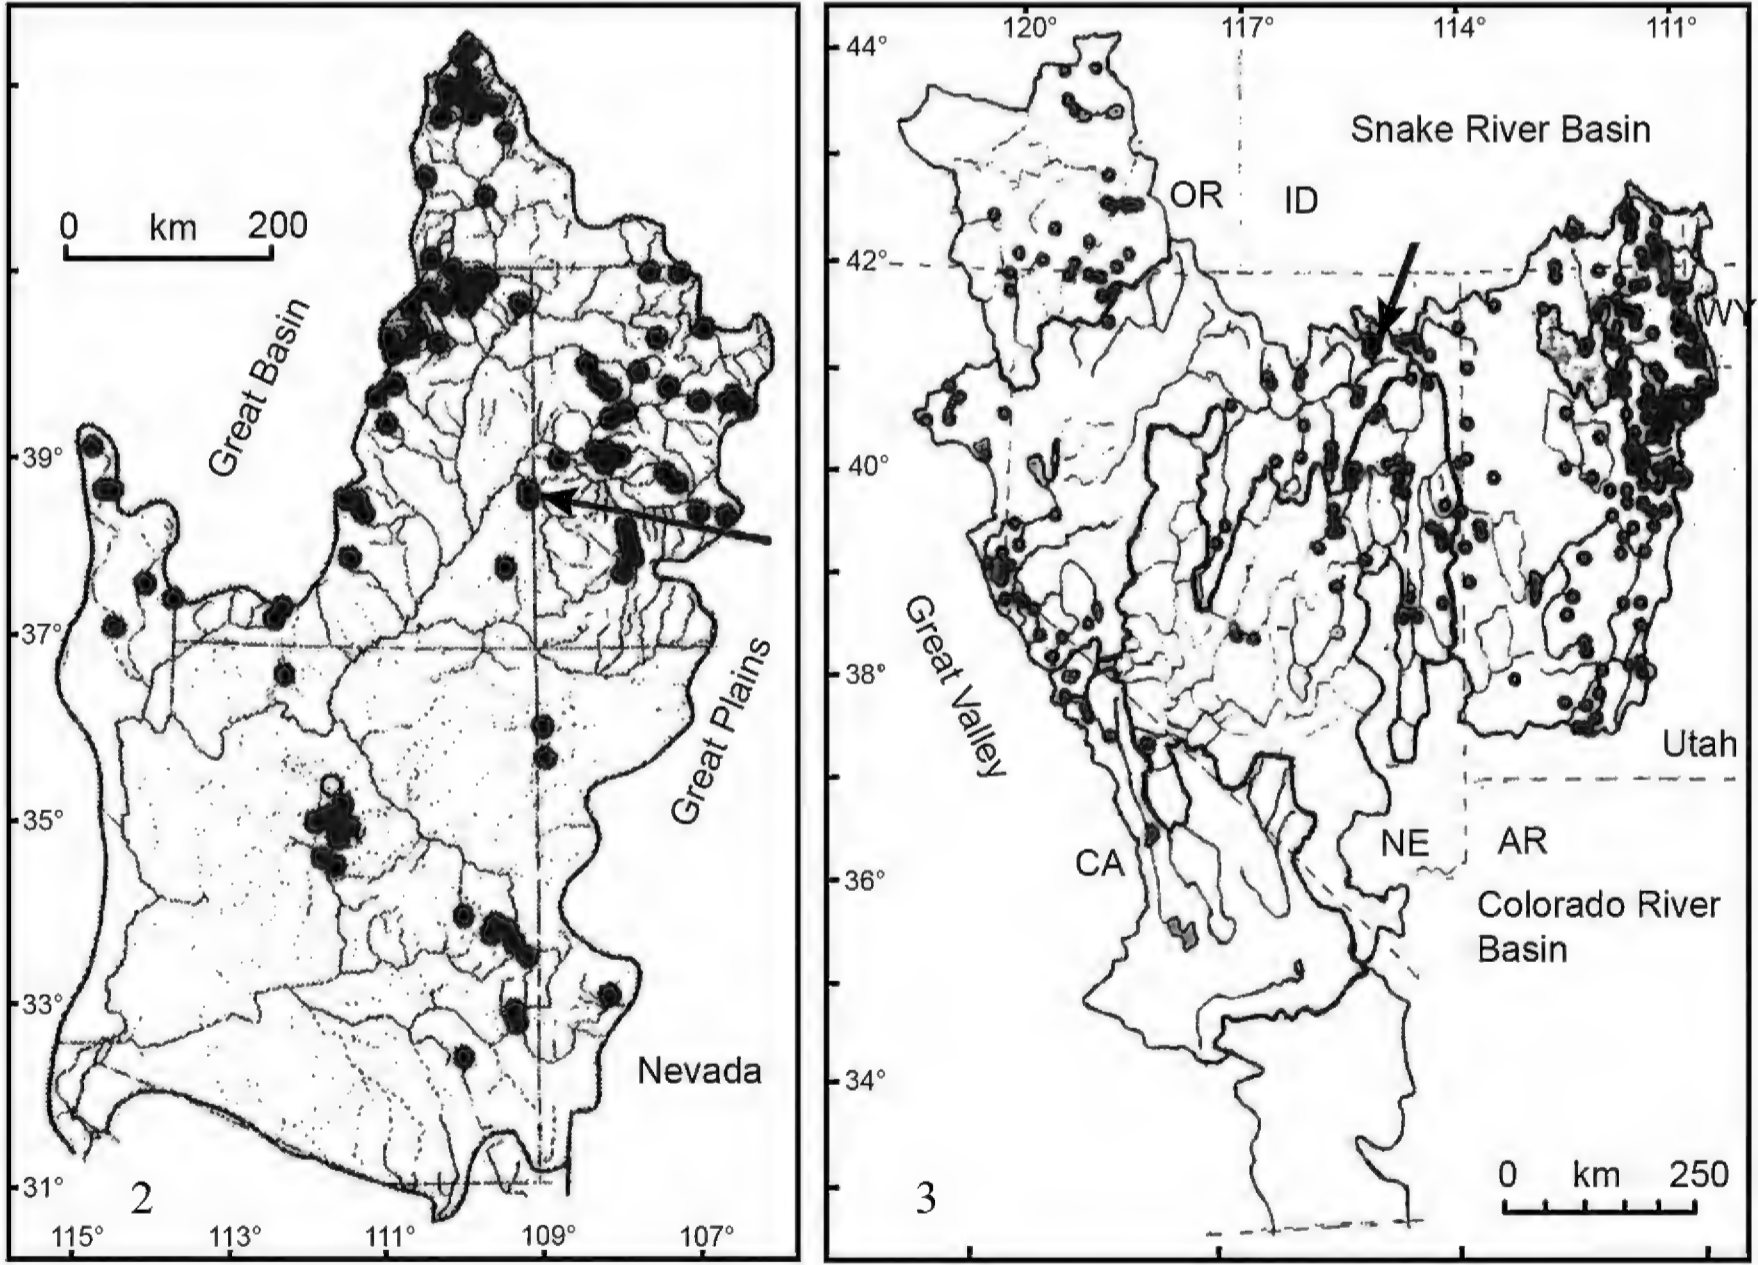 0 km 200
Great Basin
39°
37°
Great Plains
35°
33°
Nevada
31°
2
115° 113° 111° 109° 107°
120° 117° 114° 111°
44°
Snake River Basin
OR ID
42°
WY
40°
Great Valley
38°
Utah
CA NE AR
36°
Colorado River
Basin
34°
0 km 250
3